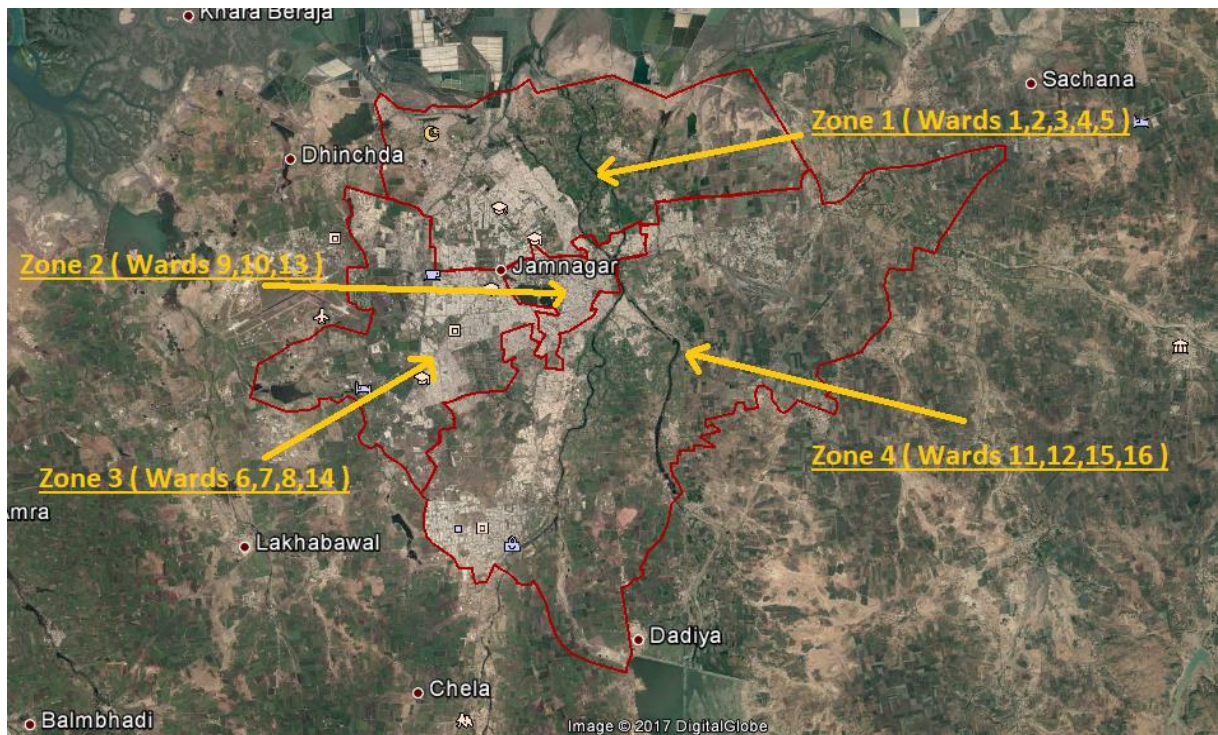 Khara Beraja
Sachana
Zone 1 ( Wards 1,2,3,4,5 )
Dhinchda
Zone 2 ( Wards 9,10,13 )
Jamnagar
Zone 3 ( Wards 6,7,8,14 )
Zone 4 ( Wards 11,12,15,16 )
Amra
Lakhabawal
Dadiya
Chela
Balmbhadi
Image © 2017 DigitalGlobe